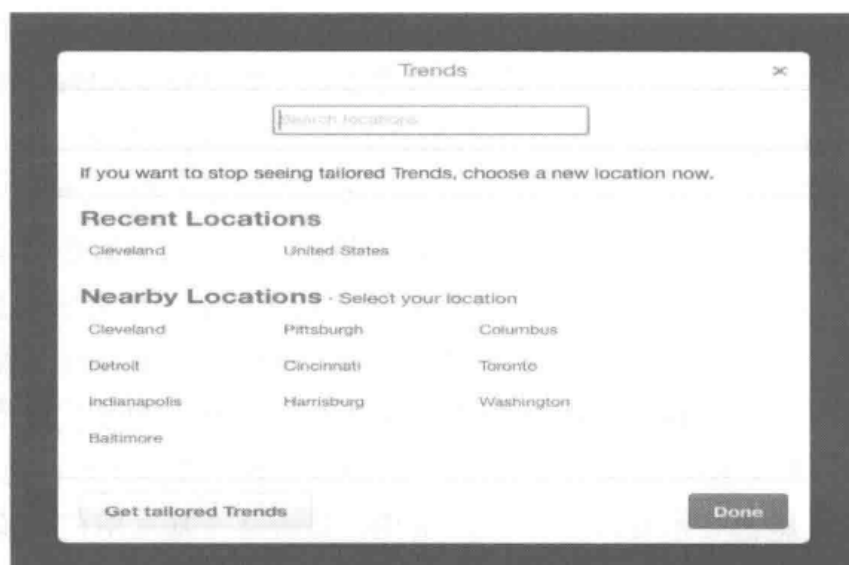 Trends ×
Search locations
If you want to stop seeing tailored Trends, choose a new location now.
Recent Locations
Cleveland United States
Nearby Locations · Select your location
Cleveland Pittsburgh Columbus
Detroit Cincinnati Toronto
Indianapolis Harrisburg Washington
Baltimore
Get tailored Trends Done